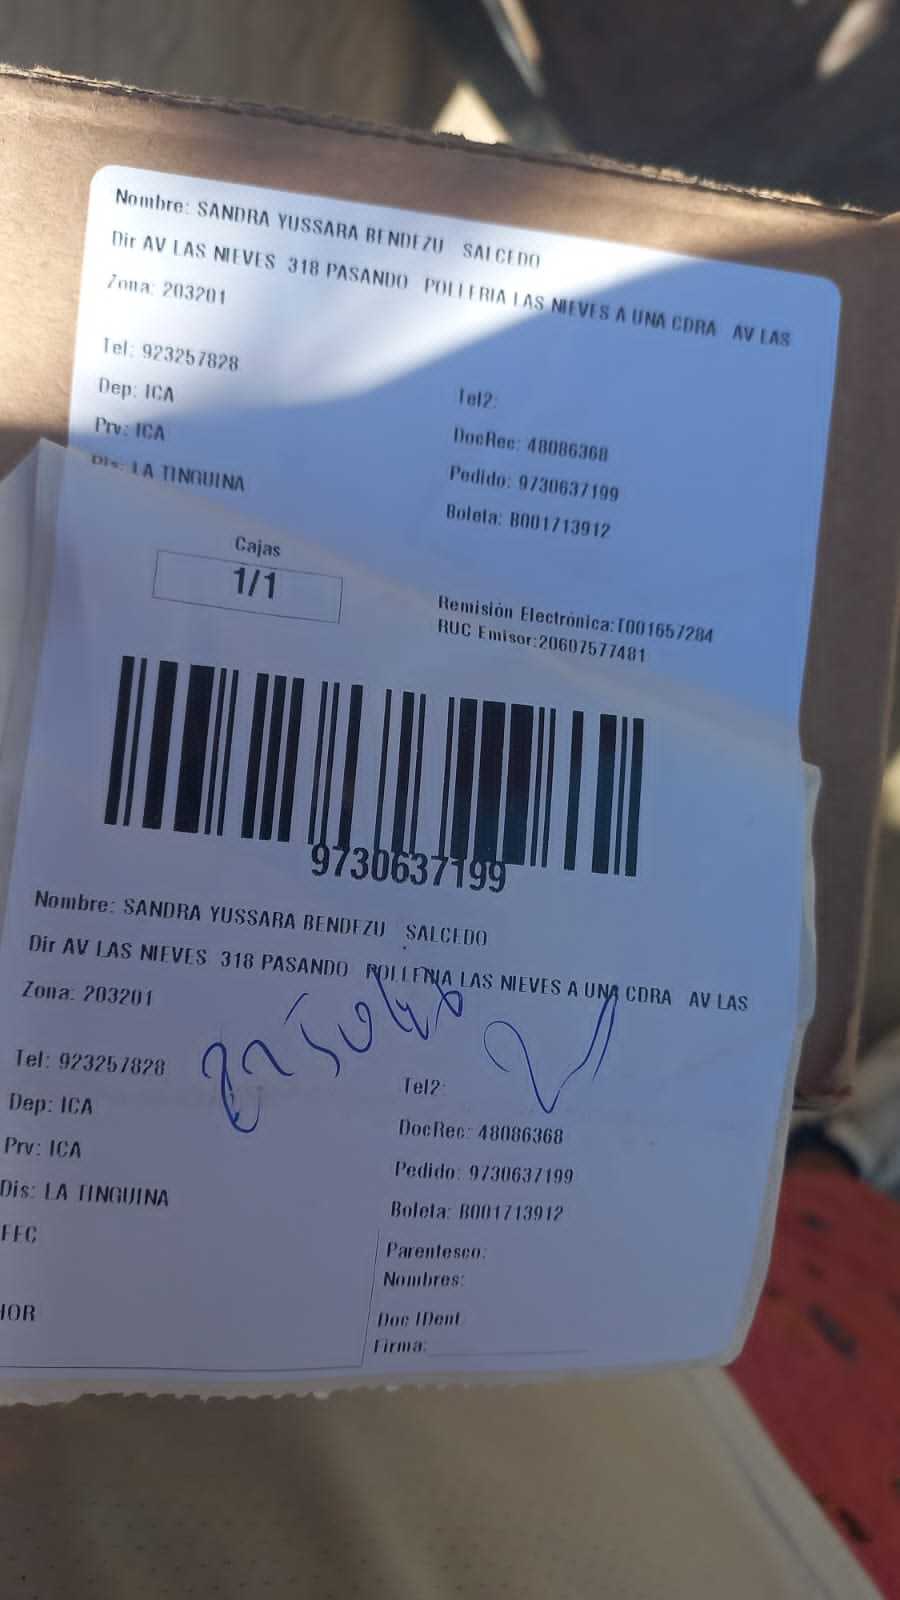 Nombre: SANDRA YUSSARA BENDEZU SALCEDO
Dir AV LAS NIEVES 318 PASANDO POLLERIA LAS NIEVES A UNA CDRA AV LAS
Zona: 203201
Tel: 923257828
Tel2:
Dep: ICA
DocRec: 48086368
Prv: ICA
Pedido: 9730637199
Dis: LA TINGUINA
Boleta: B001713912
Cajas
1/1
Remisión Electrónica:T001657284
RUC Emisor:20607577481
9730637199
Nombre: SANDRA YUSSARA BENDEZU SALCEDO
Dir AV LAS NIEVES 318 PASANDO POLLERIA LAS NIEVES A UNA CDRA AV LAS
Zona: 203201
Tel: 923257828
Tel2:
Dep: ICA
DocRec: 48086368
Prv: ICA
Pedido: 9730637199
Dis: LA TINGUINA
Boleta: B001713912
FEC
Parentesco:
Nombres:
HOR
Doc IDent
Firma: